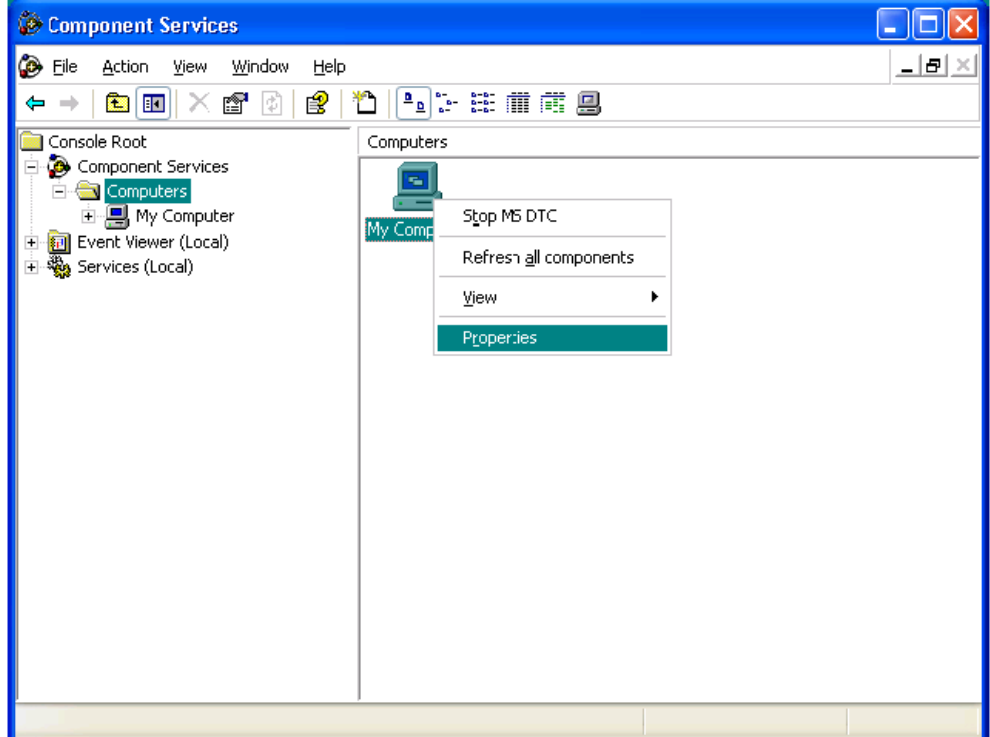 Component Services
File Action View Window Help
Console Root
Computers
Component Services
Computers
My Computer
Event Viewer (Local)
Services (Local)
My Comp
Stop MS DTC
Refresh all components
View
Properties